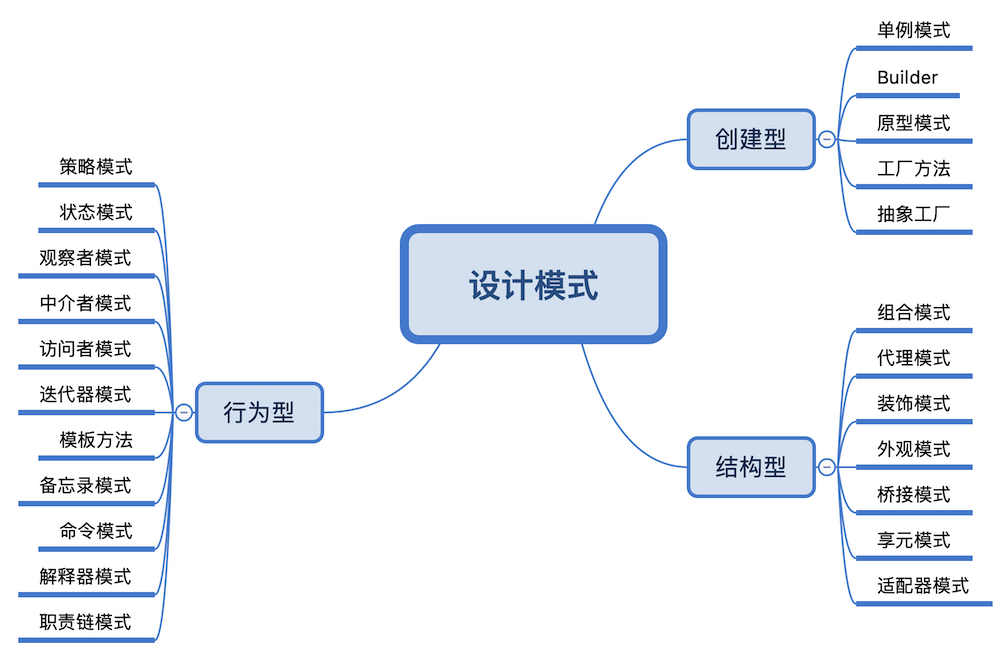 设计模式
创建型
单例模式
Builder
原型模式
工厂方法
抽象工厂
结构型
组合模式
代理模式
装饰模式
外观模式
桥接模式
享元模式
适配器模式
行为型
策略模式
状态模式
观察者模式
中介者模式
访问者模式
迭代器模式
模板方法
备忘录模式
命令模式
解释器模式
职责链模式